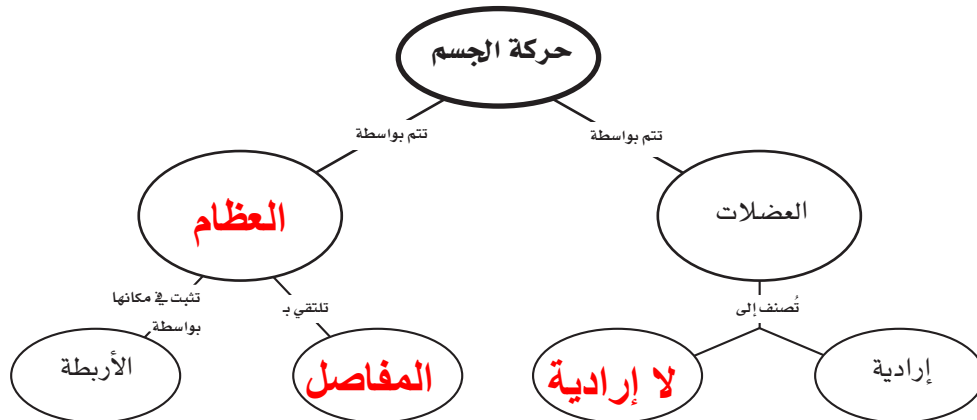 حركة الجسم
تتم بواسطة
تتم بواسطة
العضلات
العظام
تُصنف إلى
تلتقي بـ
تثبت في مكانها
بواسطة
إرادية
لا إرادية
المفاصل
الأربطة